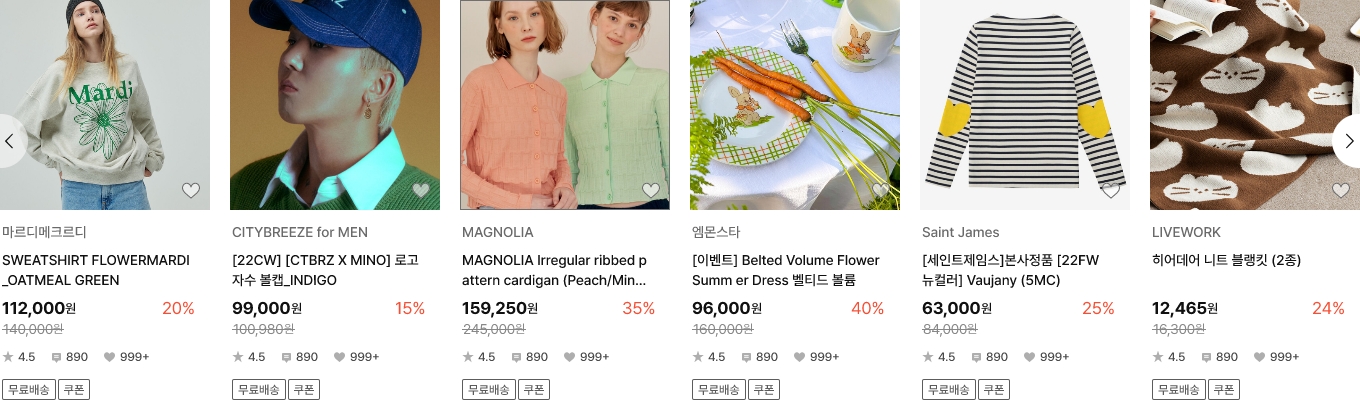 Mardi
마르디메크르디
SWEATSHIRT FLOWERMARDI
_OATMEAL GREEN
112,000원 20%
140,000원
4.5 890 999+
무료배송 쿠폰
CITYBREEZE for MEN
[22CW] [CTBRZ X MINO] 로고
자수 볼캡_INDIGO
99,000원 15%
100,980원
4.5 890 999+
무료배송 쿠폰
MAGNOLIA
MAGNOLIA Irregular ribbed p
attern cardigan (Peach/Min...
159,250원 35%
245,000원
4.5 890 999+
무료배송 쿠폰
엠몬스타
[이벤트] Belted Volume Flower
Summ er Dress 벨티드 볼륨
96,000원 40%
160,000원
4.5 890 999+
무료배송 쿠폰
Saint James
[세인트제임스]본사정품 [22FW
뉴컬러] Vaujany (5MC)
63,000원 25%
84,000원
4.5 890 999+
무료배송 쿠폰
LIVEWORK
히어데어 니트 블랭킷 (2종)
12,465원 24%
16,300원
4.5 890 999+
무료배송 쿠폰